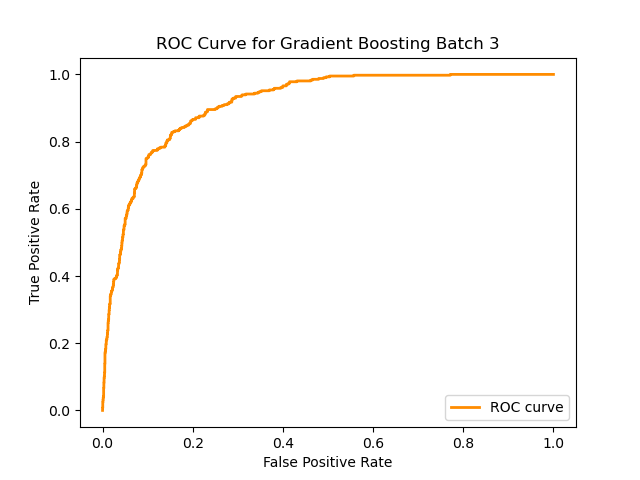 ROC Curve for Gradient Boosting Batch 3
1.0
0.8
0.6
0.4
0.2
0.0
True Positive Rate
ROC curve
0.0 0.2 0.4 0.6 0.8 1.0
False Positive Rate